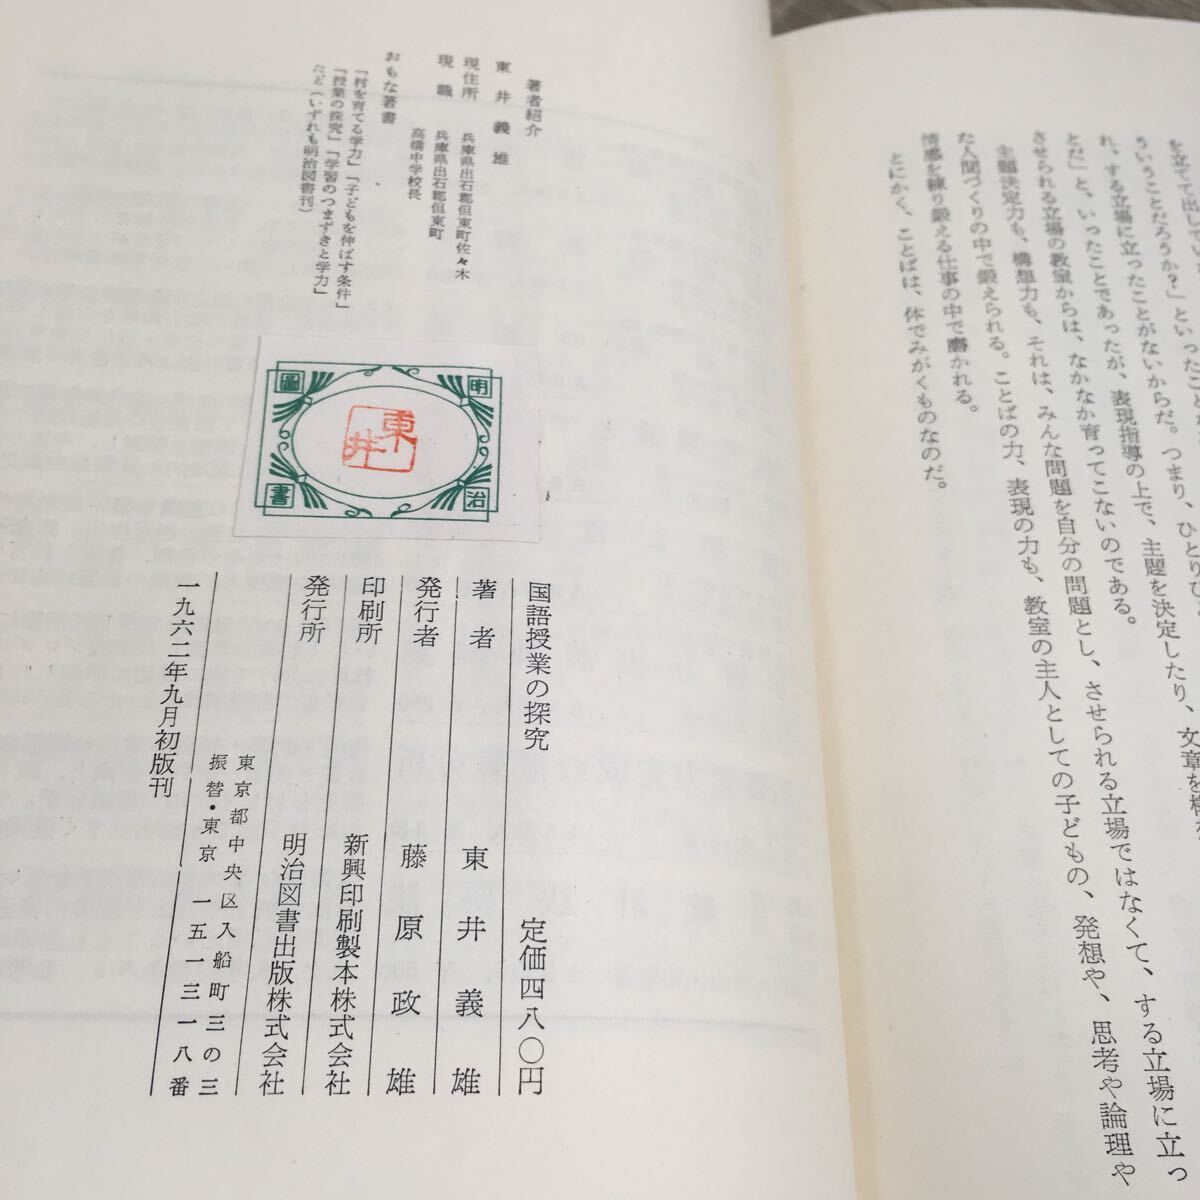 を立てて出してい
ういうことだろうか？」といったこと
れ、する立場に立ったことがないからだ。つまり、ひとりひ
とだ」と、いったことであったが、表現指導の上で、主題を決定したり、文章を構
させられる立場の教室からは、なかなか育ってこないのである。
主題決定力も、構想力も、それは、みんな問題を自分の問題とし、させられる立場ではなくて、する立場に立っ
た人間づくりの中で鍛えられる。ことばの力、表現の力も、教室の主人としての子どもの、発想や、思考や論理や
情感を練り鍛える仕事の中で磨かれる。
とにかく、ことばは、体でみがくものなのだ。
著者紹介
東井義雄
現住所 兵庫県出石郡但東町佐々木
現職 兵庫県出石郡但東町
高橋中学校長
おもな著書
「村を育てる学力」「子どもを伸ばす条件」
「授業の探究」「学習のつまずきと学力」
など（いずれも明治図書刊）
明治
圖書
東井
国語授業の探究 定価四八〇円
著者 東井義雄
発行者 藤原政雄
印刷所 新興印刷製本株式会社
発行所 明治図書出版株式会社
東京都中央区入船町三の三
振替・東京 一五一三一八番
一九六二年九月初版刊